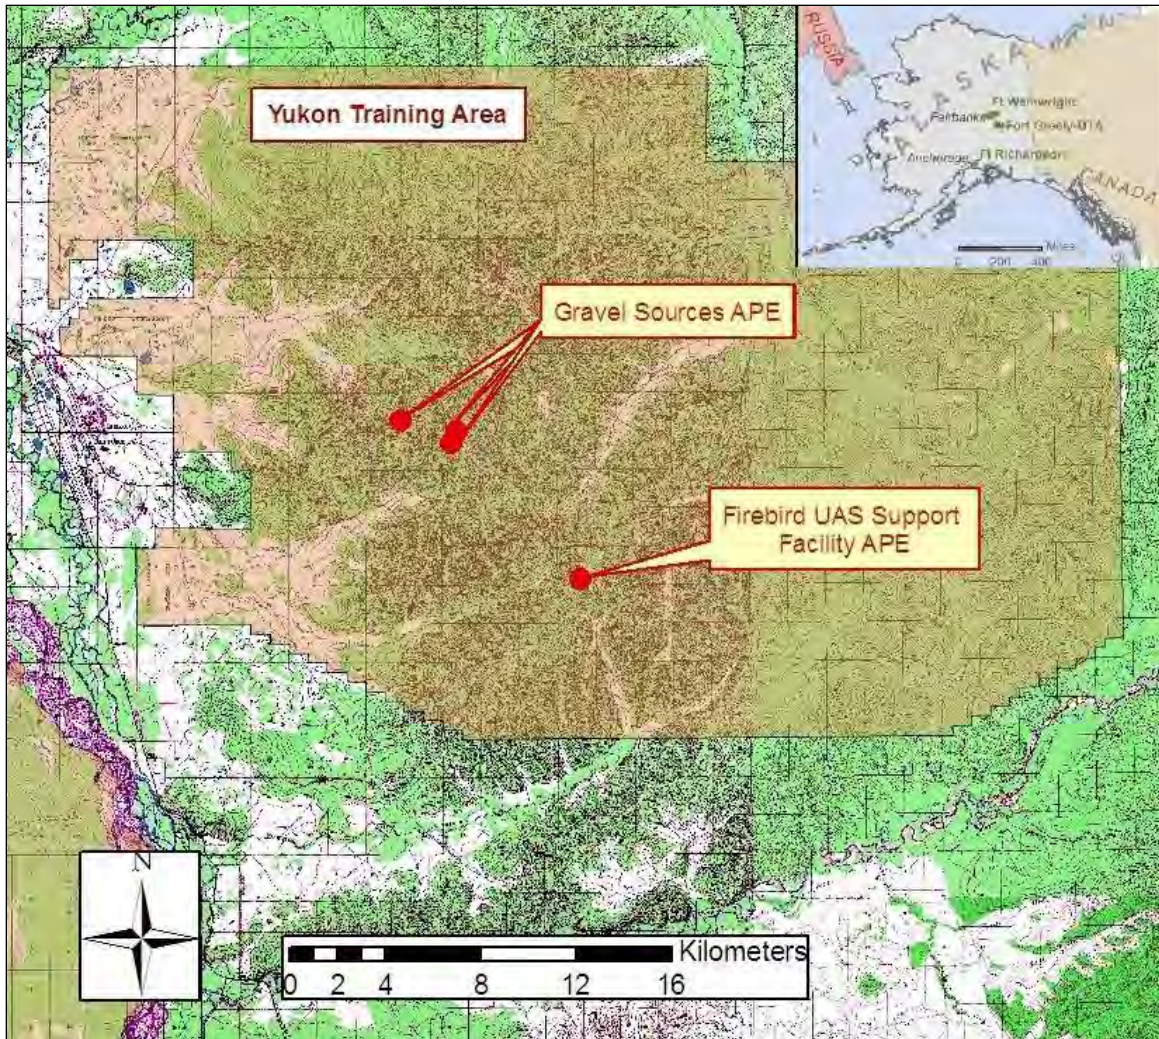 Yukon Training Area
RUSSIA
ALASKA
Ft Wainwright
Fairbanks
Fort Greely-DTA
Anchorage
Ft Richardson
CANADA
Miles
0 200 400
Gravel Sources APE
Firebird UAS Support
Facility APE
N
Kilometers
0 2 4 8 12 16